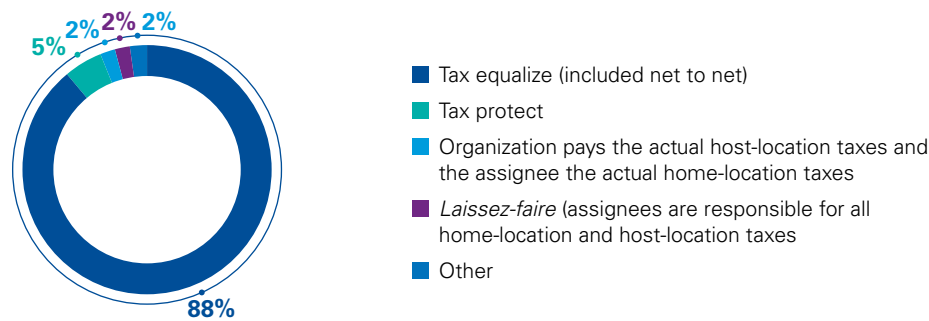 2% 2% 2%
5%
88%
Tax equalize (included net to net)
Tax protect
Organization pays the actual host-location taxes and
the assignee the actual home-location taxes
Laissez-faire (assignees are responsible for all
home-location and host-location taxes
Other